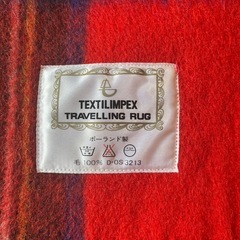 TEXTILIMPEX
TRAVELLING RUG
ポーランド製
毛 100% D-OS 3213